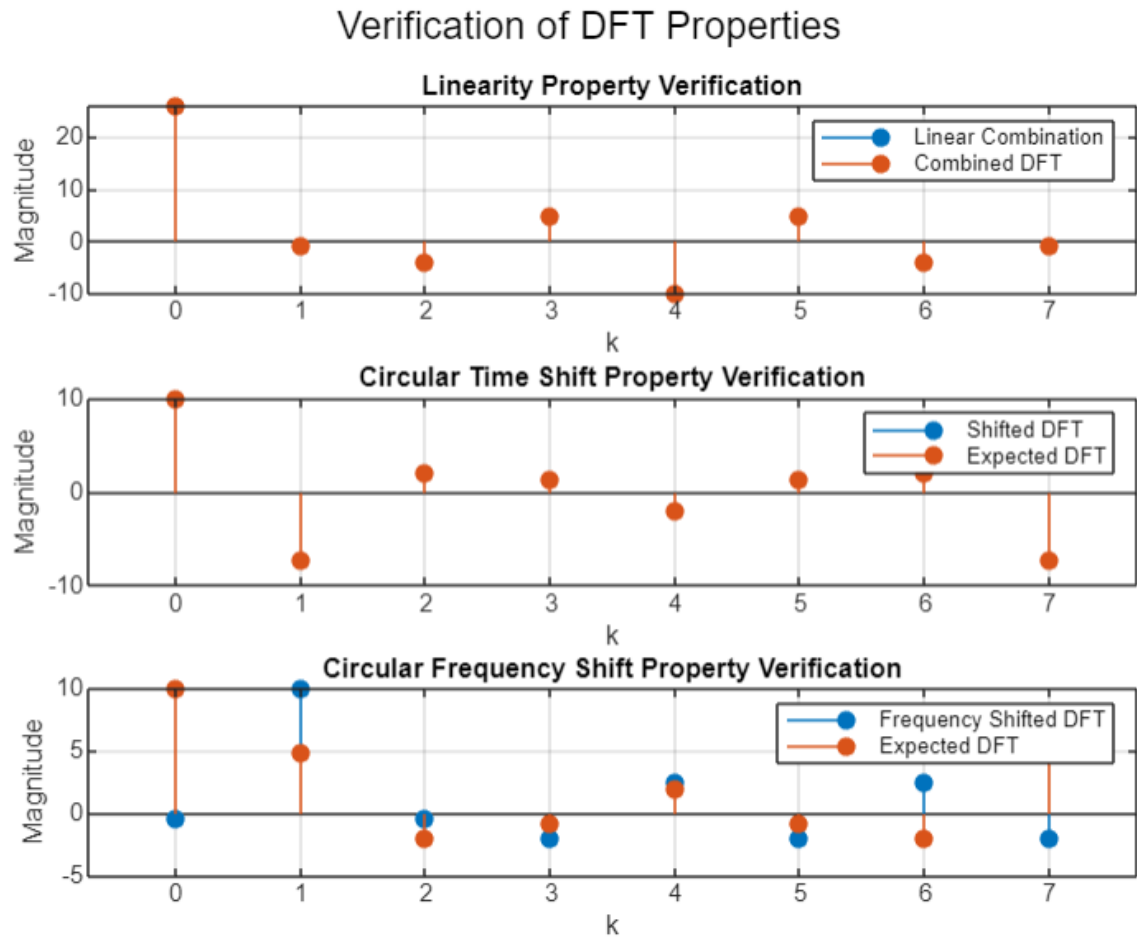 Verification of DFT Properties
Linearity Property Verification
Magnitude
20
10
0
-10
Linear Combination
Combined DFT
0 1 2 3 4 5 6 7
k
Circular Time Shift Property Verification
Magnitude
10
0
-10
Shifted DFT
Expected DFT
0 1 2 3 4 5 6 7
k
Circular Frequency Shift Property Verification
Magnitude
10
5
0
-5
Frequency Shifted DFT
Expected DFT
0 1 2 3 4 5 6 7
k